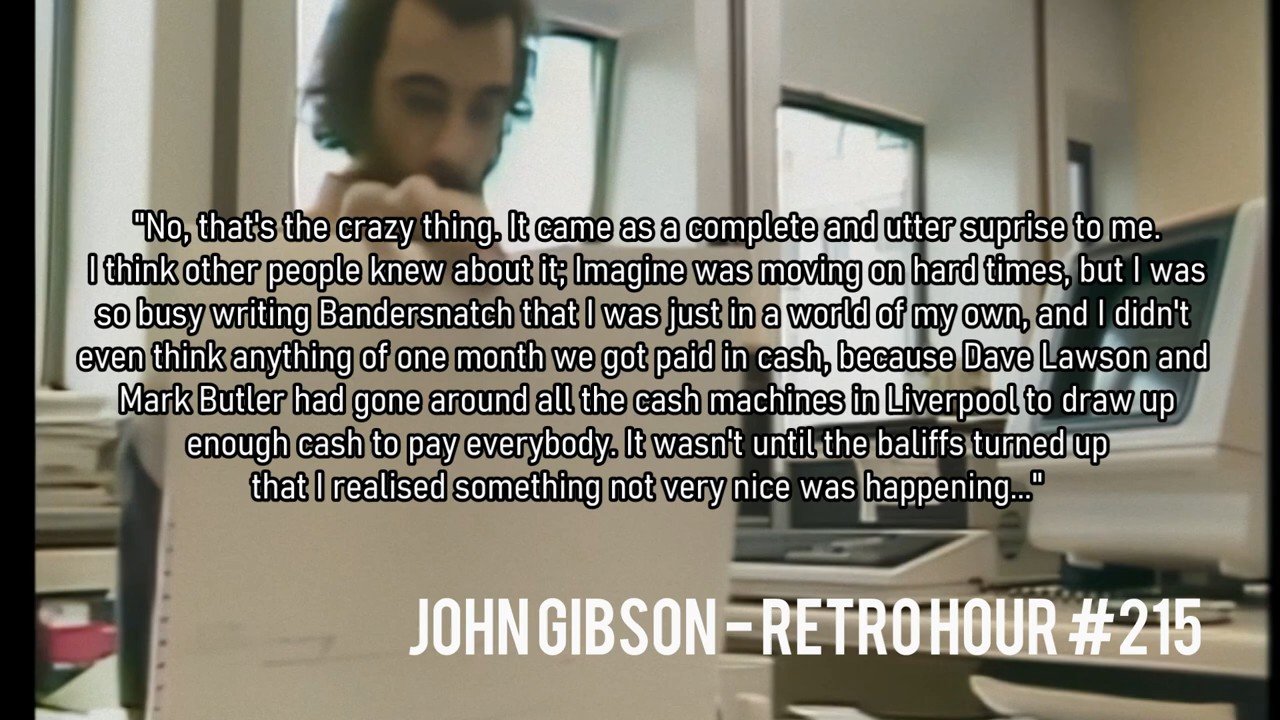 "No, that's the crazy thing. It came as a complete and utter suprise to me.
I think other people knew about it; Imagine was moving on hard times, but I was
so busy writing Bandersnatch that I was just in a world of my own, and I didn't
even think anything of one month we got paid in cash, because Dave Lawson and
Mark Butler had gone around all the cash machines in Liverpool to draw up
enough cash to pay everybody. It wasn't until the baliffs turned up
that I realised something not very nice was happening..."
JOHN GIBSON - RETRO HOUR #215